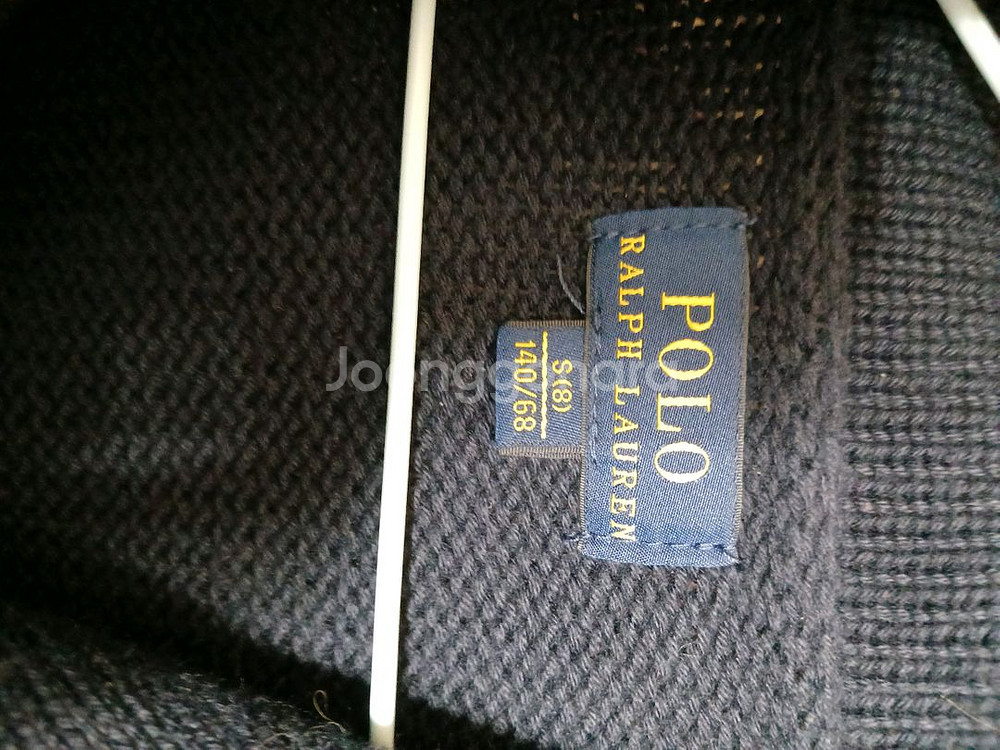 POLO
RALPH LAUREN
S(8)
140/68
Joonggonara